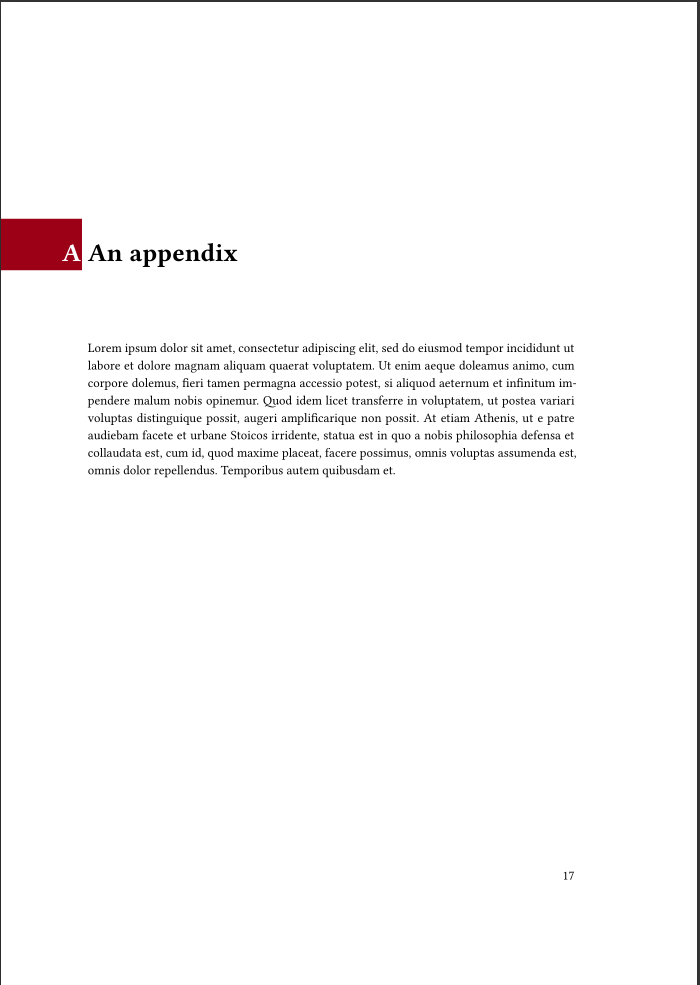 A An appendix
Lorem ipsum dolor sit amet, consectetur adipiscing elit, sed do eiusmod tempor incididunt ut
labore et dolore magnam aliquam quaerat voluptatem. Ut enim aeque doleamus animo, cum
corpore dolemus, fieri tamen permagna accessio potest, si aliquod aeternum et infinitum im-
pendere malum nobis opinemur. Quod idem licet transferre in voluptatem, ut postea variari
voluptas distinguique possit, augeri amplificarique non possit. At etiam Athenis, ut e patre
audiebam facete et urbane Stoicos irridente, statua est in quo a nobis philosophia defensa et
collaudata est, cum id, quod maxime placeat, facere possimus, omnis voluptas assumenda est,
omnis dolor repellendus. Temporibus autem quibusdam et.
17